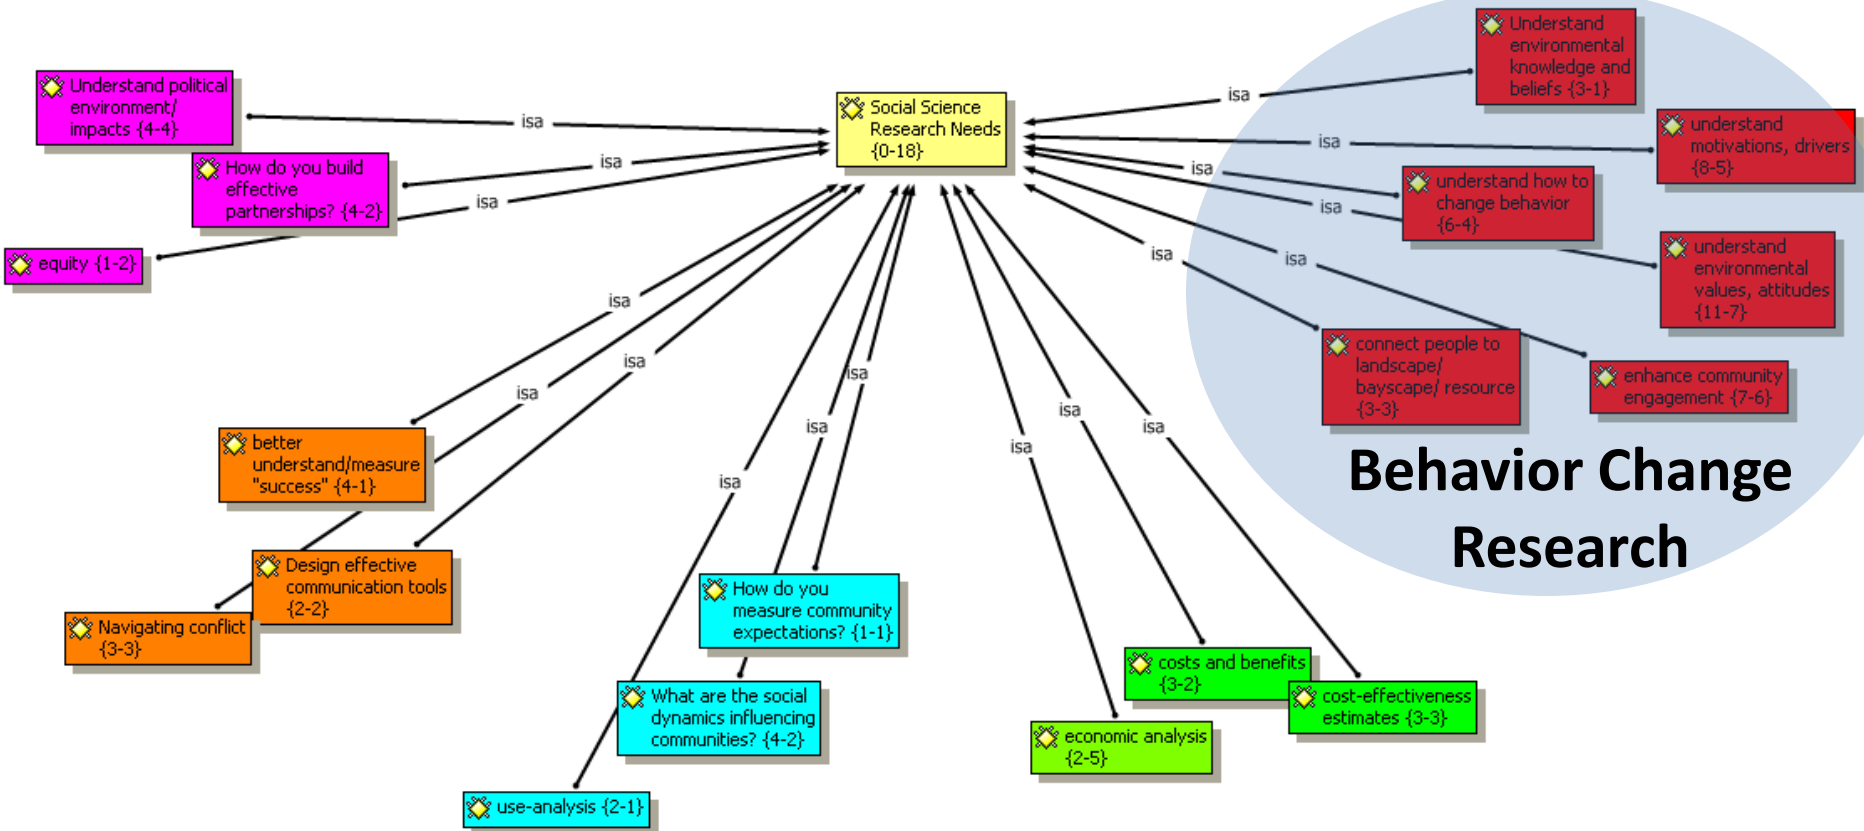 Understand political
environment/
impacts {4-4}
How do you build
effective
partnerships? {4-2}
equity {1-2}
isa
isa
isa
Social Science
Research Needs
{0-18}
Understand
environmental
knowledge and
beliefs {3-1}
understand
motivations, drivers
{8-5}
understand how to
change behavior
{6-4}
understand
environmental
values, attitudes
{11-7}
connect people to
landscape/
bayscape/ resource
{3-3}
enhance community
engagement {7-6}
isa
isa
isa
isa
isa
isa
Behavior Change
Research
isa
isa
isa
better
understand/measure
"success" {4-1}
Design effective
communication tools
{2-2}
Navigating conflict
{3-3}
isa
isa
isa
How do you
measure community
expectations? {1-1}
What are the social
dynamics influencing
communities? {4-2}
use-analysis {2-1}
isa
isa
isa
costs and benefits
{3-2}
cost-effectiveness
estimates {3-3}
economic analysis
{2-5}